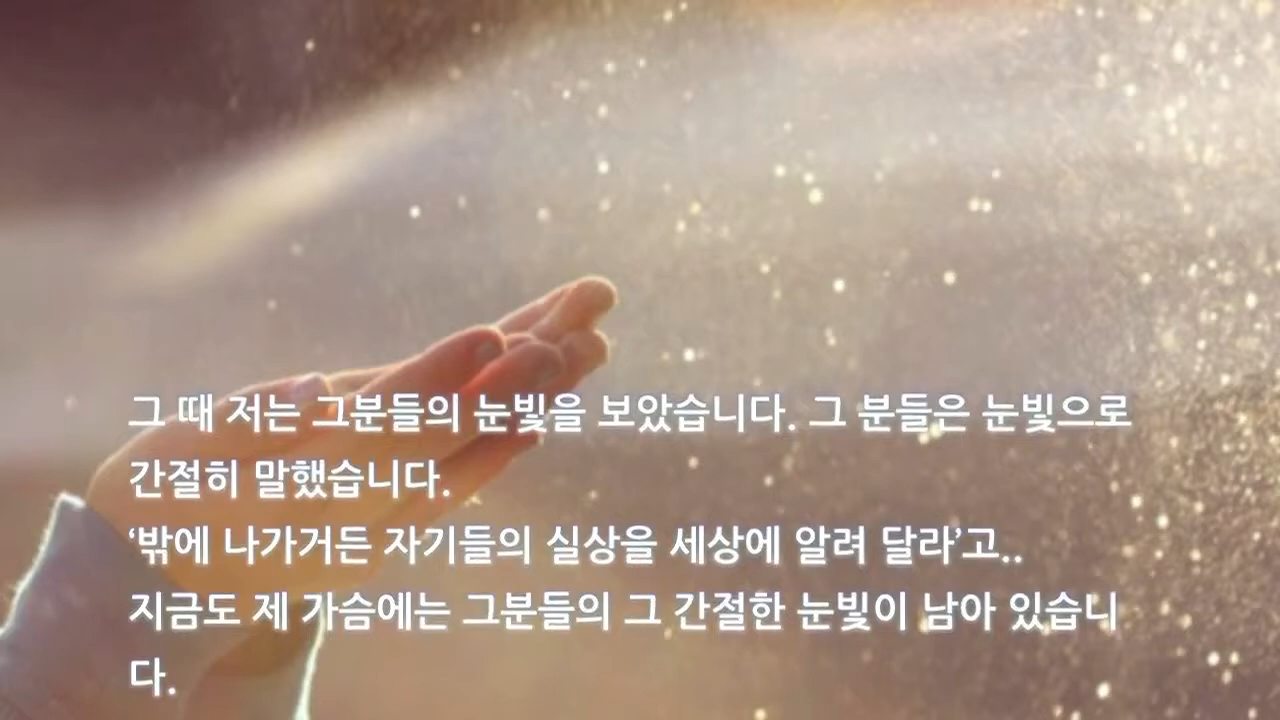 그 때 저는 그분들의 눈빛을 보았습니다. 그 분들은 눈빛으로
간절히 말했습니다.
‘밖에 나가거든 자기들의 실상을 세상에 알려 달라’고..
지금도 제 가슴에는 그분들의 그 간절한 눈빛이 남아 있습니
다.